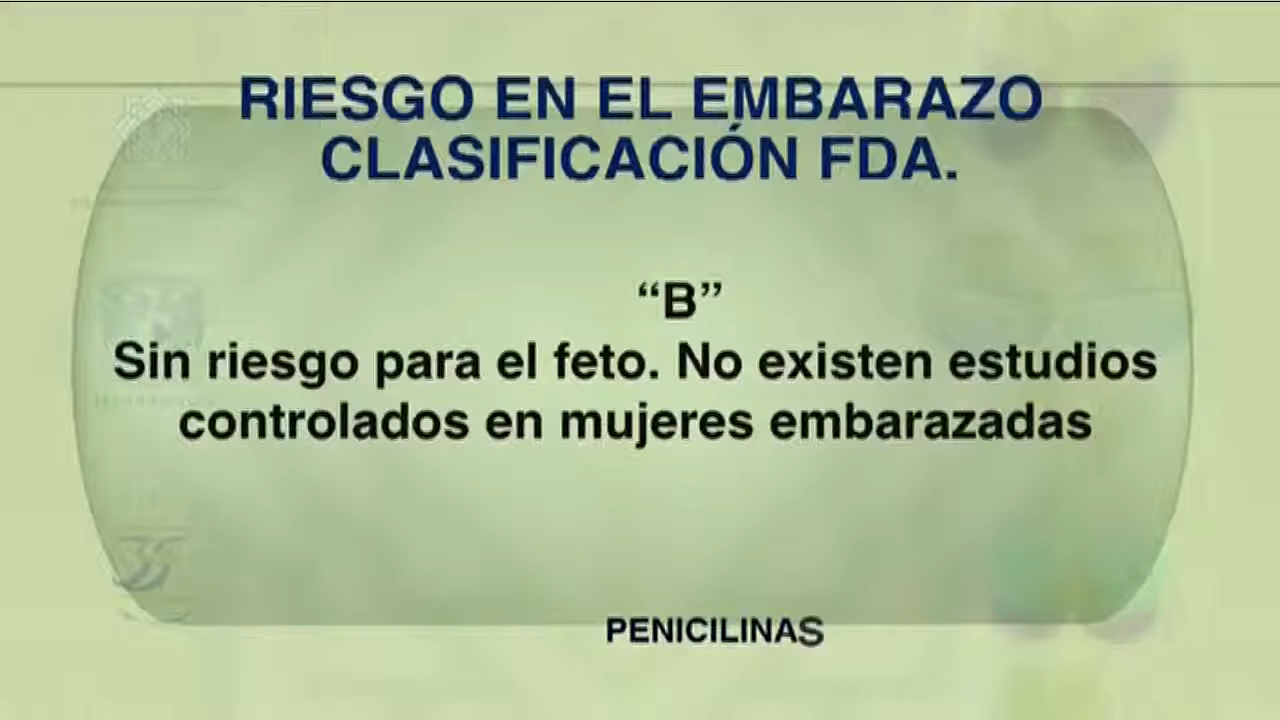 RIESGO EN EL EMBARAZO
CLASIFICACIÓN FDA.
“B”
Sin riesgo para el feto. No existen estudios
controlados en mujeres embarazadas
PENICILINAS